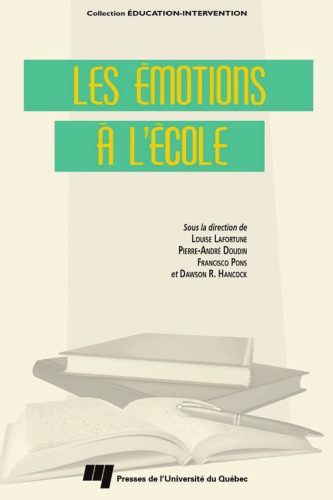 Collection ÉDUCATION-INTERVENTION
LES ÉMOTIONS
À L'ÉCOLE
Sous la direction de
LOUISE LAFORTUNE
PIERRE-ANDRÉ DOUDIN
FRANCISCO PONS
et DAWSON R. HANCOCK
Presses de l'Université du Québec